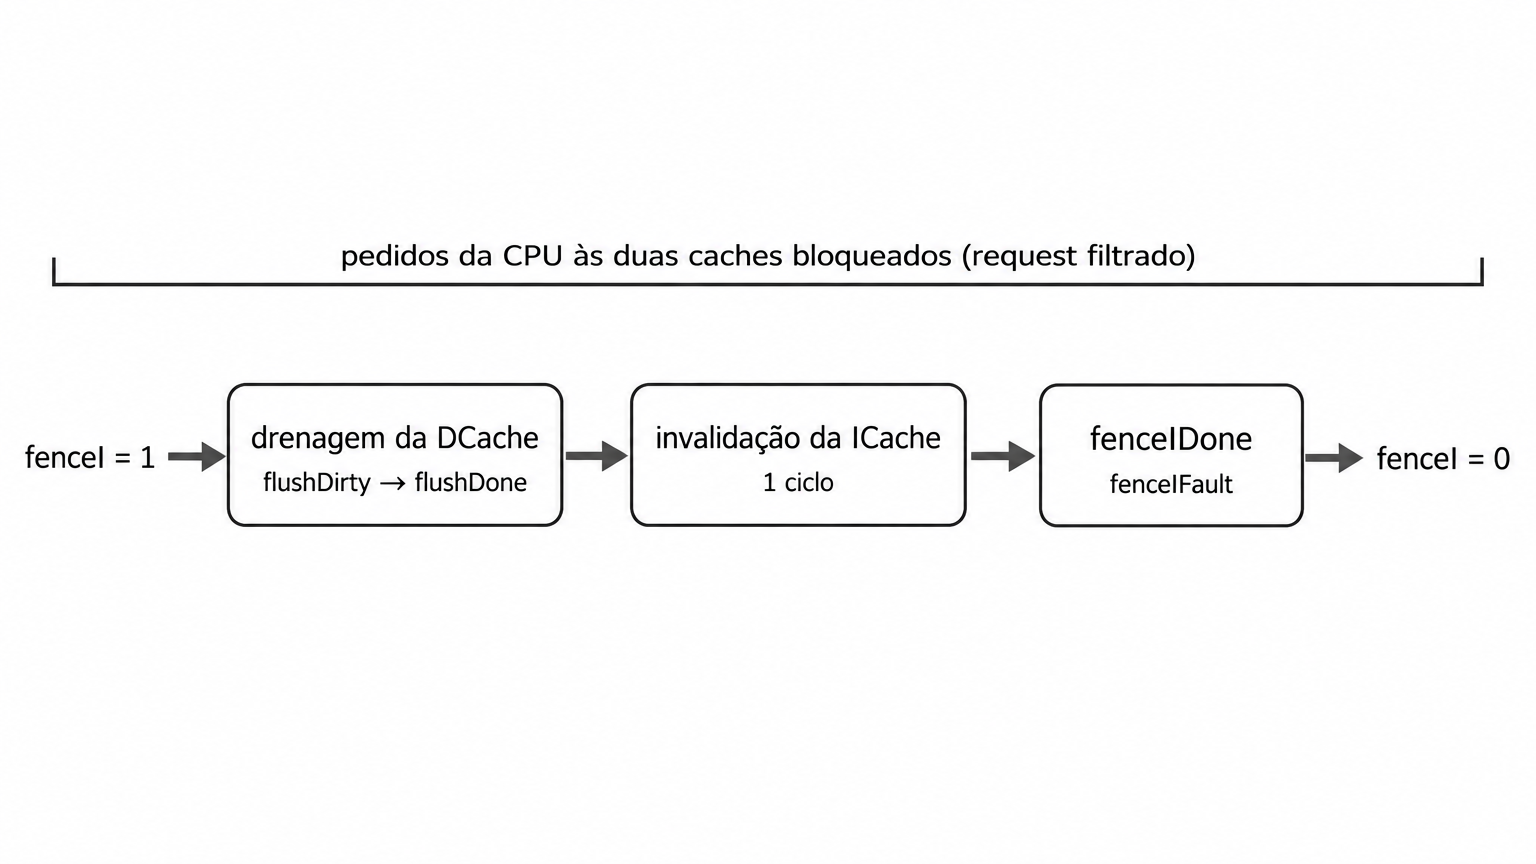 pedidos da CPU às duas caches bloqueados (request filtrado)
fenceI = 1
drenagem da DCache
flushDirty → flushDone
invalidação da ICache
1 ciclo
fenceIDone
fenceIFault
fenceI = 0